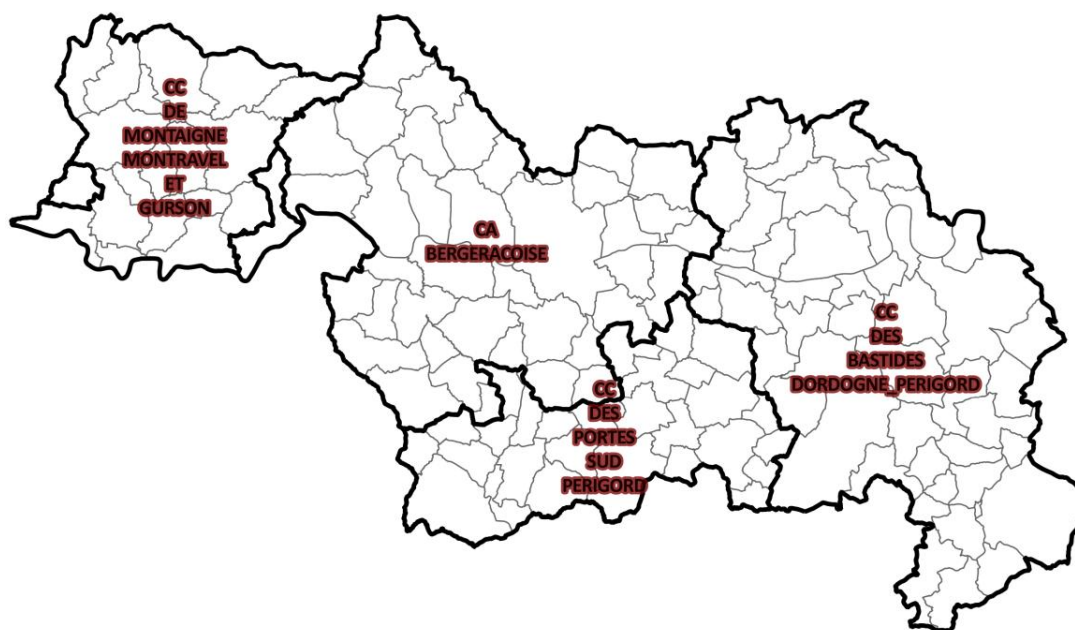 CC
DE
MONTAIGNE
MONTRAVEL
ET
GURSON
CA
BERGERACOISE
CC
DES
BASTIDES
DORDOGNE_PERIGORD
CC
DES
PORTES
SUD
PERIGORD